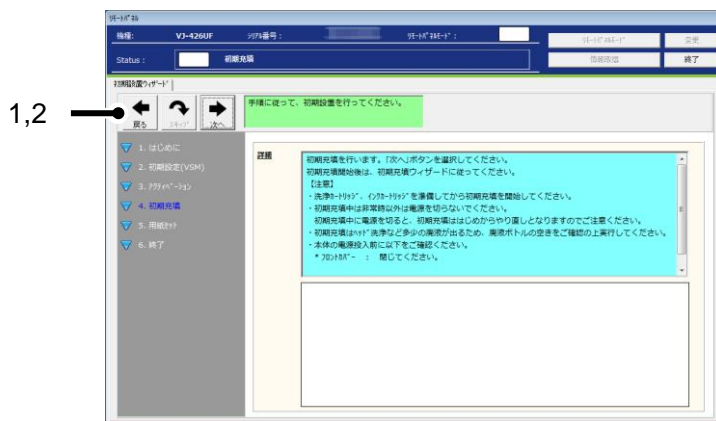 ﾘﾓｰﾄﾊﾟﾈﾙ
機種: VJ-426UF ｼﾘｱﾙ番号: ﾘﾓｰﾄﾊﾟﾈﾙﾓｰﾄﾞ: ﾘﾓｰﾄﾊﾟﾈﾙﾓｰﾄﾞ 変更
Status: 初期充填 情報取得 終了
初期設置ｳｨｻﾞｰﾄﾞ
1,2
戻る ｽｷｯﾌﾟ 次へ
手順に従って、初期設置を行ってください。
1. はじめに
2. 初期設定(VSM)
3. ｱｸﾃｨﾍﾞｰｼｮﾝ
4. 初期充填
5. 用紙ｾｯﾄ
6. 終了
詳細
初期充填を行います。「次へ」ボタンを選択してください。
初期充填開始後は、初期充填ウィザードに従ってください。
【注意】
・洗浄ｶｰﾄﾘｯｼﾞ、ｲﾝｸｶｰﾄﾘｯｼﾞを準備してから初期充填を開始してください。
・初期充填中は非常時以外は電源を切らないでください。
初期充填中に電源を切ると、初期充填ははじめからやり直しとなりますのでご注意ください。
・初期充填はﾍｯﾄﾞ洗浄など多少の廃液が出るため、廃液ボトルの空きをご確認の上実行してください。
・本体の電源投入前に以下をご確認ください。
* ﾌﾛﾝﾄｶﾊﾞｰ : 閉じてください。